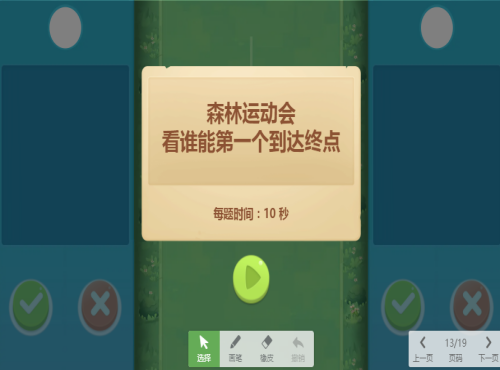 森林运动会
看谁能第一个到达终点
每题时间：10 秒
选择 画笔 橡皮 撤销
13/19
上一页 页码 下一页